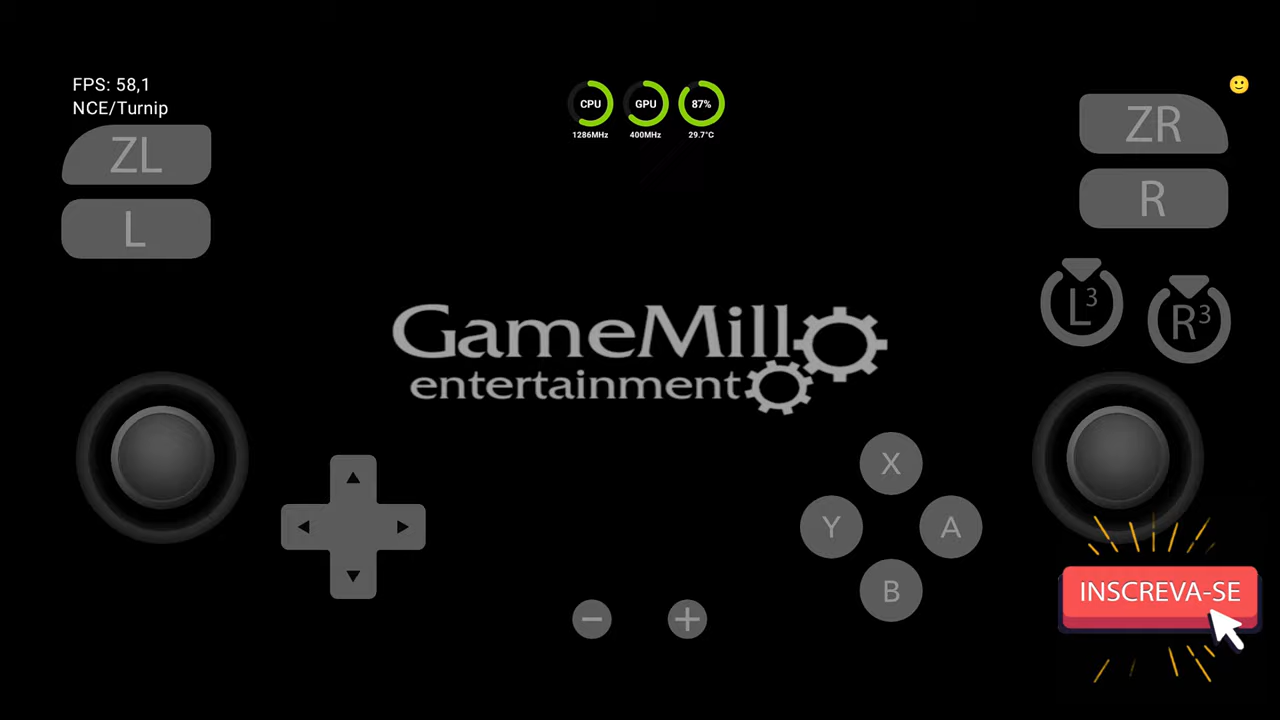 FPS: 58,1
NCE/Turnip
CPU
GPU
87%
1286MHz
400MHz
29.7°C
ZL
L
ZR
R
L3
R3
GameMill
entertainment
X
Y
A
B
INSCREVA-SE